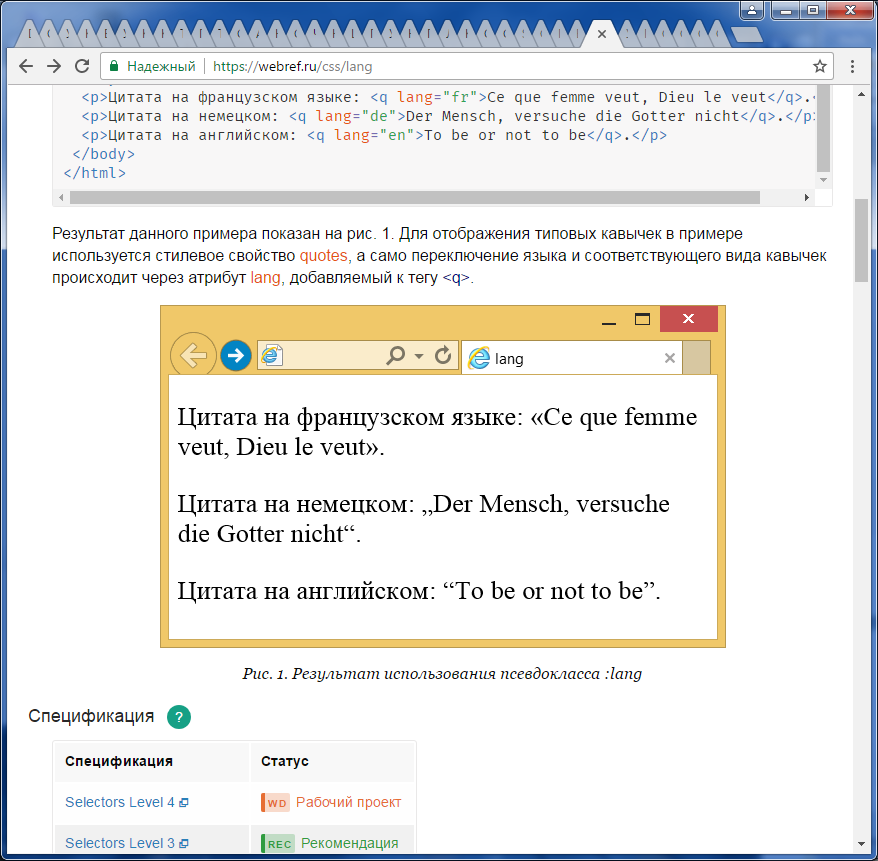 Надежный | https://webref.ru/css/lang
<p>Цитата на французском языке: <q lang="fr">Ce que femme veut, Dieu le veut</q>.
<p>Цитата на немецком: <q lang="de">Der Mensch, versuche die Gotter nicht</q>.</p>
<p>Цитата на английском: <q lang="en">To be or not to be</q>.</p>
</body>
</html>
Результат данного примера показан на рис. 1. Для отображения типовых кавычек в примере
используется стилевое свойство quotes, а само переключение языка и соответствующего вида кавычек
происходит через атрибут lang, добавляемый к тегу <q>.
lang
Цитата на французском языке: «Ce que femme
veut, Dieu le veut».
Цитата на немецком: „Der Mensch, versuche
die Gotter nicht“.
Цитата на английском: “To be or not to be”.
Рис. 1. Результат использования псевдокласса :lang
Спецификация ?
Спецификация Статус
Selectors Level 4 WD Рабочий проект
Selectors Level 3 REC Рекомендация